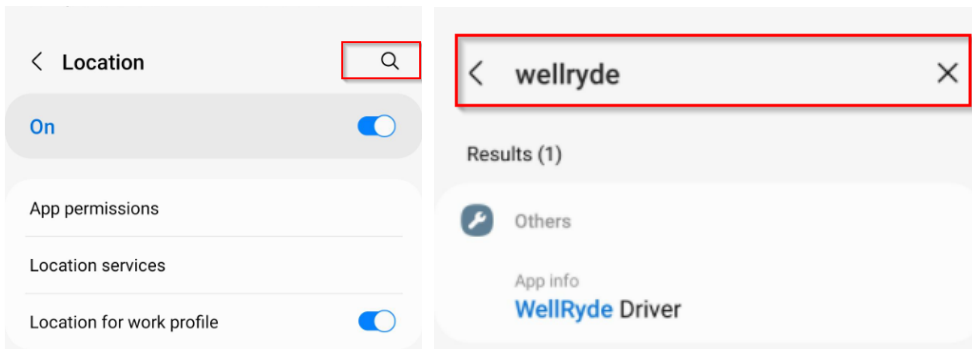 Location
On
App permissions
Location services
Location for work profile
wellryde
Results (1)
Others
App info
WellRyde Driver